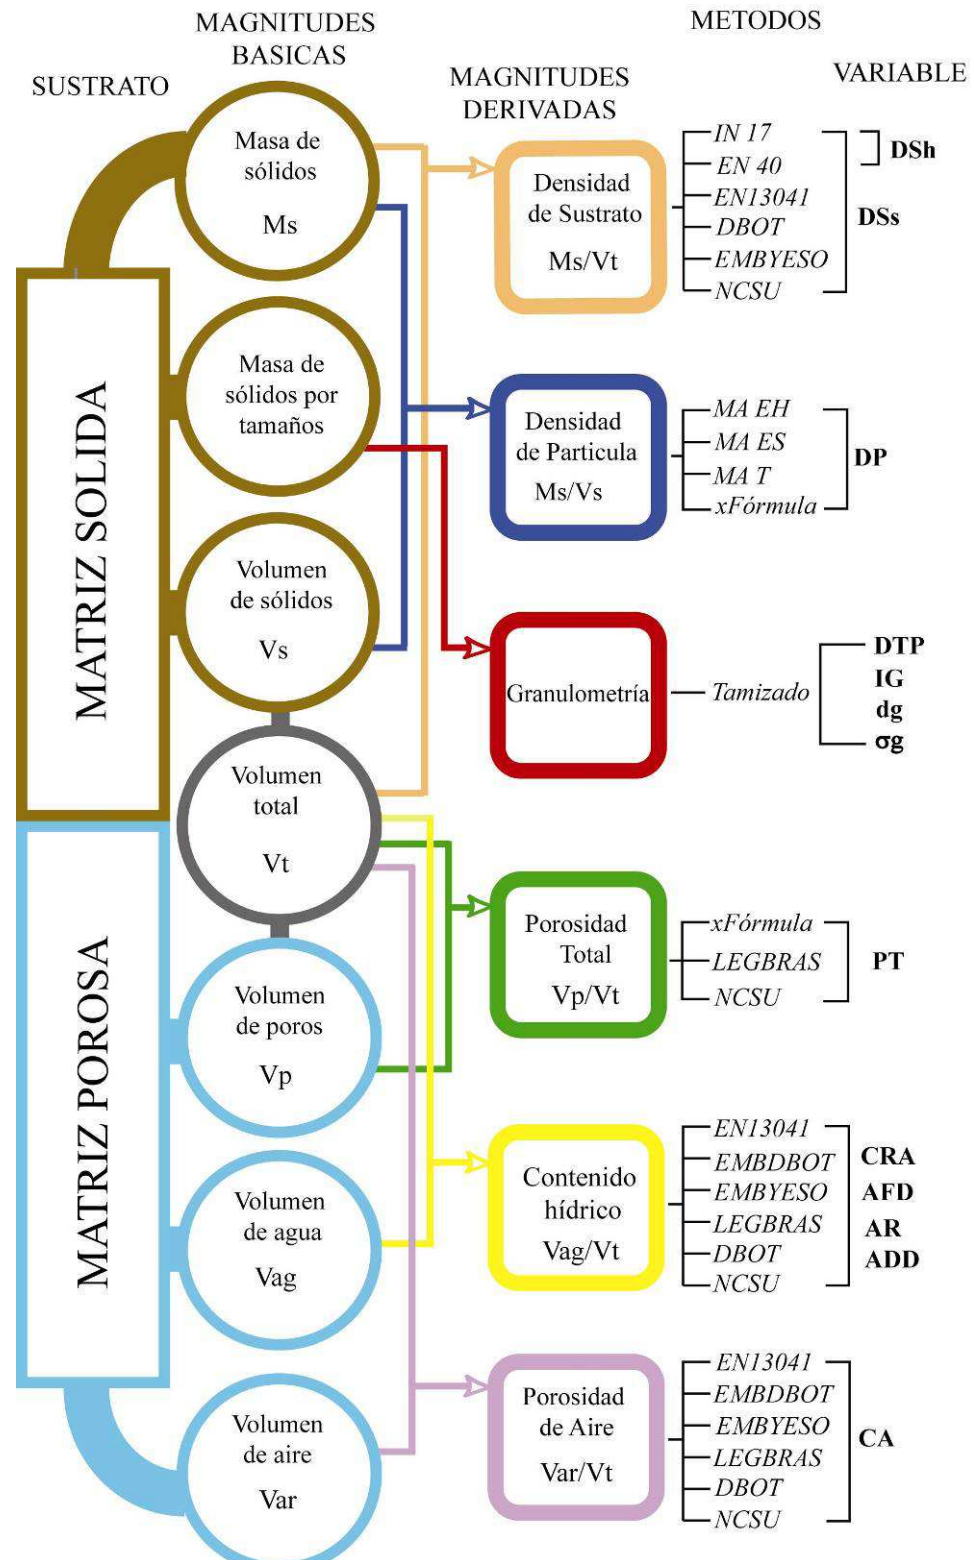 SUSTRATO
MAGNITUDES
BASICAS
MAGNITUDES
DERIVADAS
METODOS
VARIABLE
MATRIZ SOLIDA
MATRIZ POROSA
Masa de
sólidos
Ms
Masa de
sólidos por
tamaños
Volumen
de sólidos
Vs
Volumen
total
Vt
Volumen
de poros
Vp
Volumen
de agua
Vag
Volumen
de aire
Var
Densidad
de Sustrato
Ms/Vt
IN 17
EN 40
EN13041
DBOT
EMBYESO
NCSU
DSh
DSs
Densidad
de Particula
Ms/Vs
MA EH
MA ES
MA T
xFórmula
DP
Granulometría
Tamizado
DTP
IG
dg
σg
Porosidad
Total
Vp/Vt
xFórmula
LEGBRAS
NCSU
PT
Contenido
hídrico
Vag/Vt
EN13041
EMBDBOT
EMBYESO
LEGBRAS
DBOT
NCSU
CRA
AFD
AR
ADD
Porosidad
de Aire
Var/Vt
EN13041
EMBDBOT
EMBYESO
LEGBRAS
DBOT
NCSU
CA